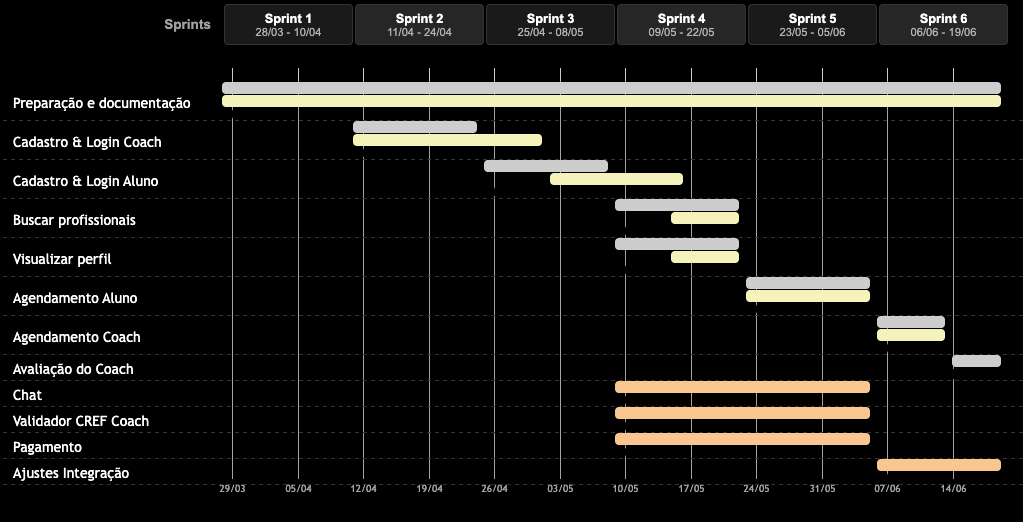 Sprints
Sprint 1
28/03 - 10/04
Sprint 2
11/04 - 24/04
Sprint 3
25/04 - 08/05
Sprint 4
09/05 - 22/05
Sprint 5
23/05 - 05/06
Sprint 6
06/06 - 19/06
Preparação e documentação
Cadastro & Login Coach
Cadastro & Login Aluno
Buscar profissionais
Visualizar perfil
Agendamento Aluno
Agendamento Coach
Avaliação do Coach
Chat
Validador CREF Coach
Pagamento
Ajustes Integração
29/03 05/04 12/04 19/04 26/04 03/05 10/05 17/05 24/05 31/05 07/06 14/06